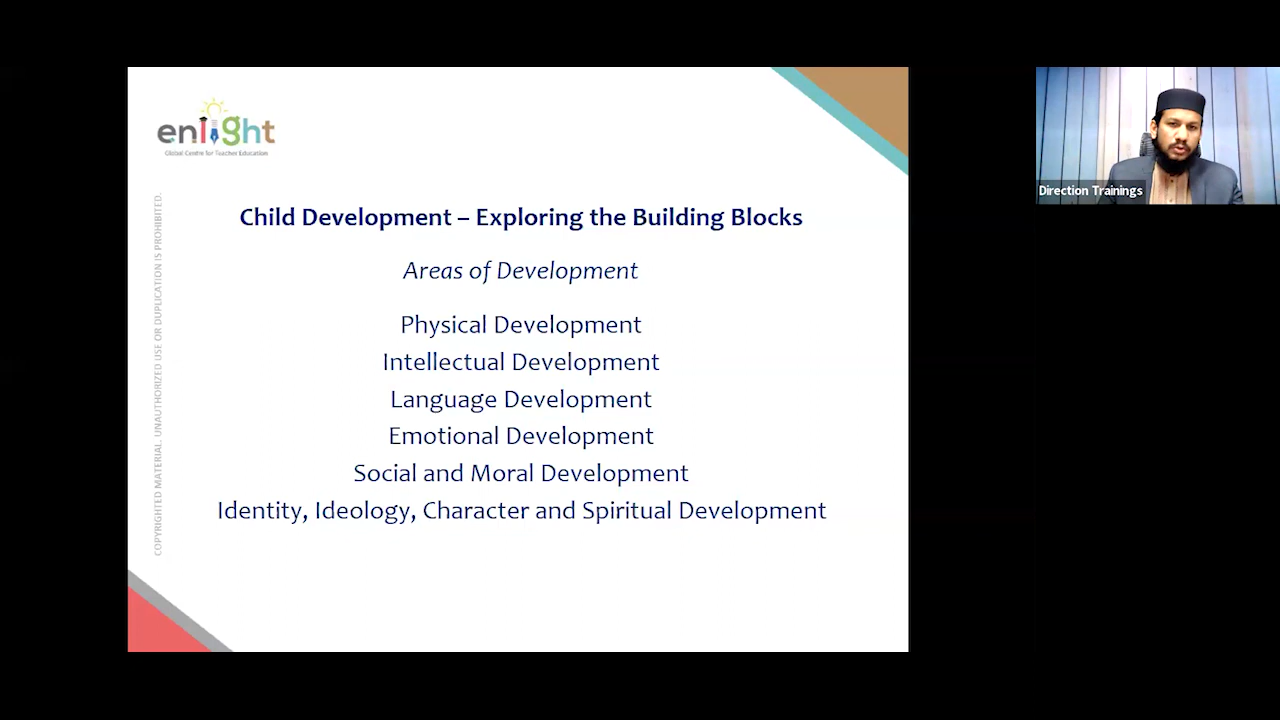 enlight
Global Centre for Teacher Education
COPYRIGHTED MATERIAL. UNAUTHORIZED USE OR DUPLICATION IS PROHIBITED.
Child Development – Exploring the Building Blocks
Areas of Development
Physical Development
Intellectual Development
Language Development
Emotional Development
Social and Moral Development
Identity, Ideology, Character and Spiritual Development
Direction Trainings